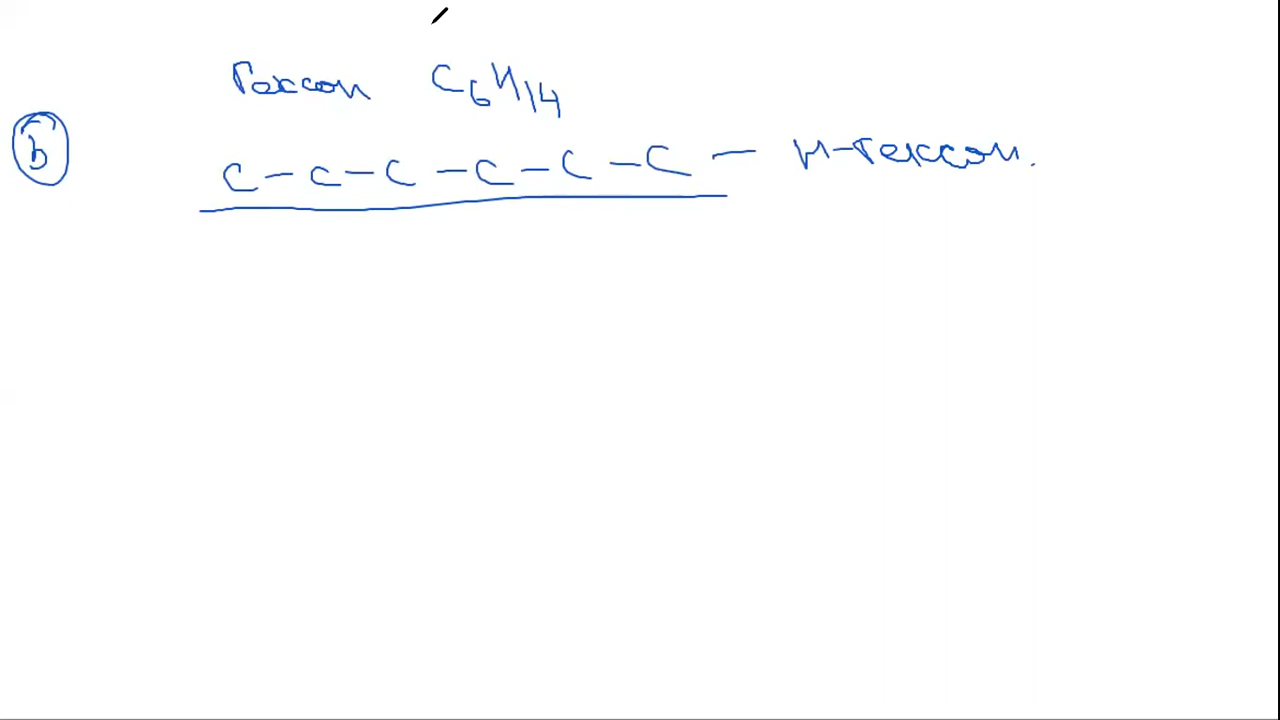 Гексан C₆H₁₄
Б
C – C – C – C – C – C – н-гексан.